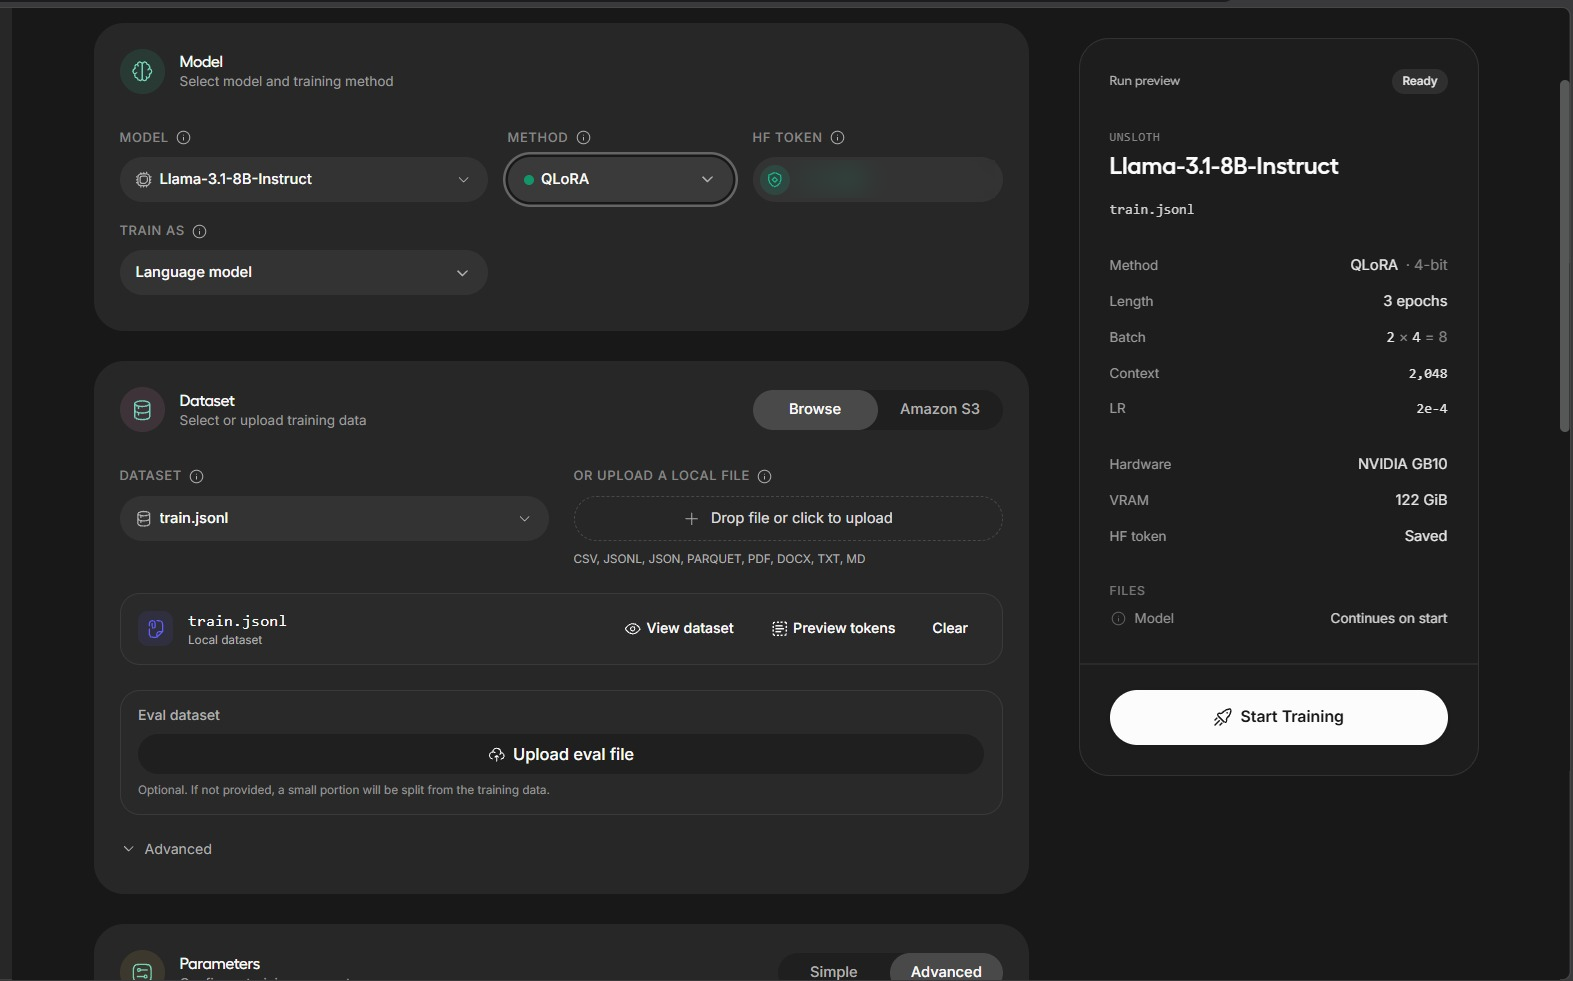 Model
Select model and training method
MODEL
METHOD
HF TOKEN
Llama-3.1-8B-Instruct
QLoRA
TRAIN AS
Language model
Dataset
Select or upload training data
Browse
Amazon S3
DATASET
OR UPLOAD A LOCAL FILE
train.jsonl
Drop file or click to upload
CSV, JSONL, JSON, PARQUET, PDF, DOCX, TXT, MD
train.jsonl
Local dataset
View dataset
Preview tokens
Clear
Eval dataset
Upload eval file
Optional. If not provided, a small portion will be split from the training data.
Advanced
Parameters
Simple
Advanced
Run preview
Ready
UNSLOTH
Llama-3.1-8B-Instruct
train.jsonl
Method QLoRA · 4-bit
Length 3 epochs
Batch 2 × 4 = 8
Context 2,048
LR 2e-4
Hardware NVIDIA GB10
VRAM 122 GiB
HF token Saved
FILES
Model Continues on start
Start Training